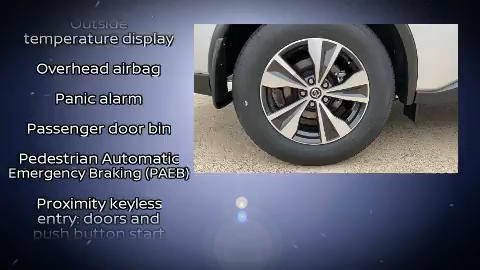 Outside
temperature display
Overhead airbag
Panic alarm
Passenger door bin
Pedestrian Automatic
Emergency Braking (PAEB)
Proximity keyless
entry: doors and
push button start